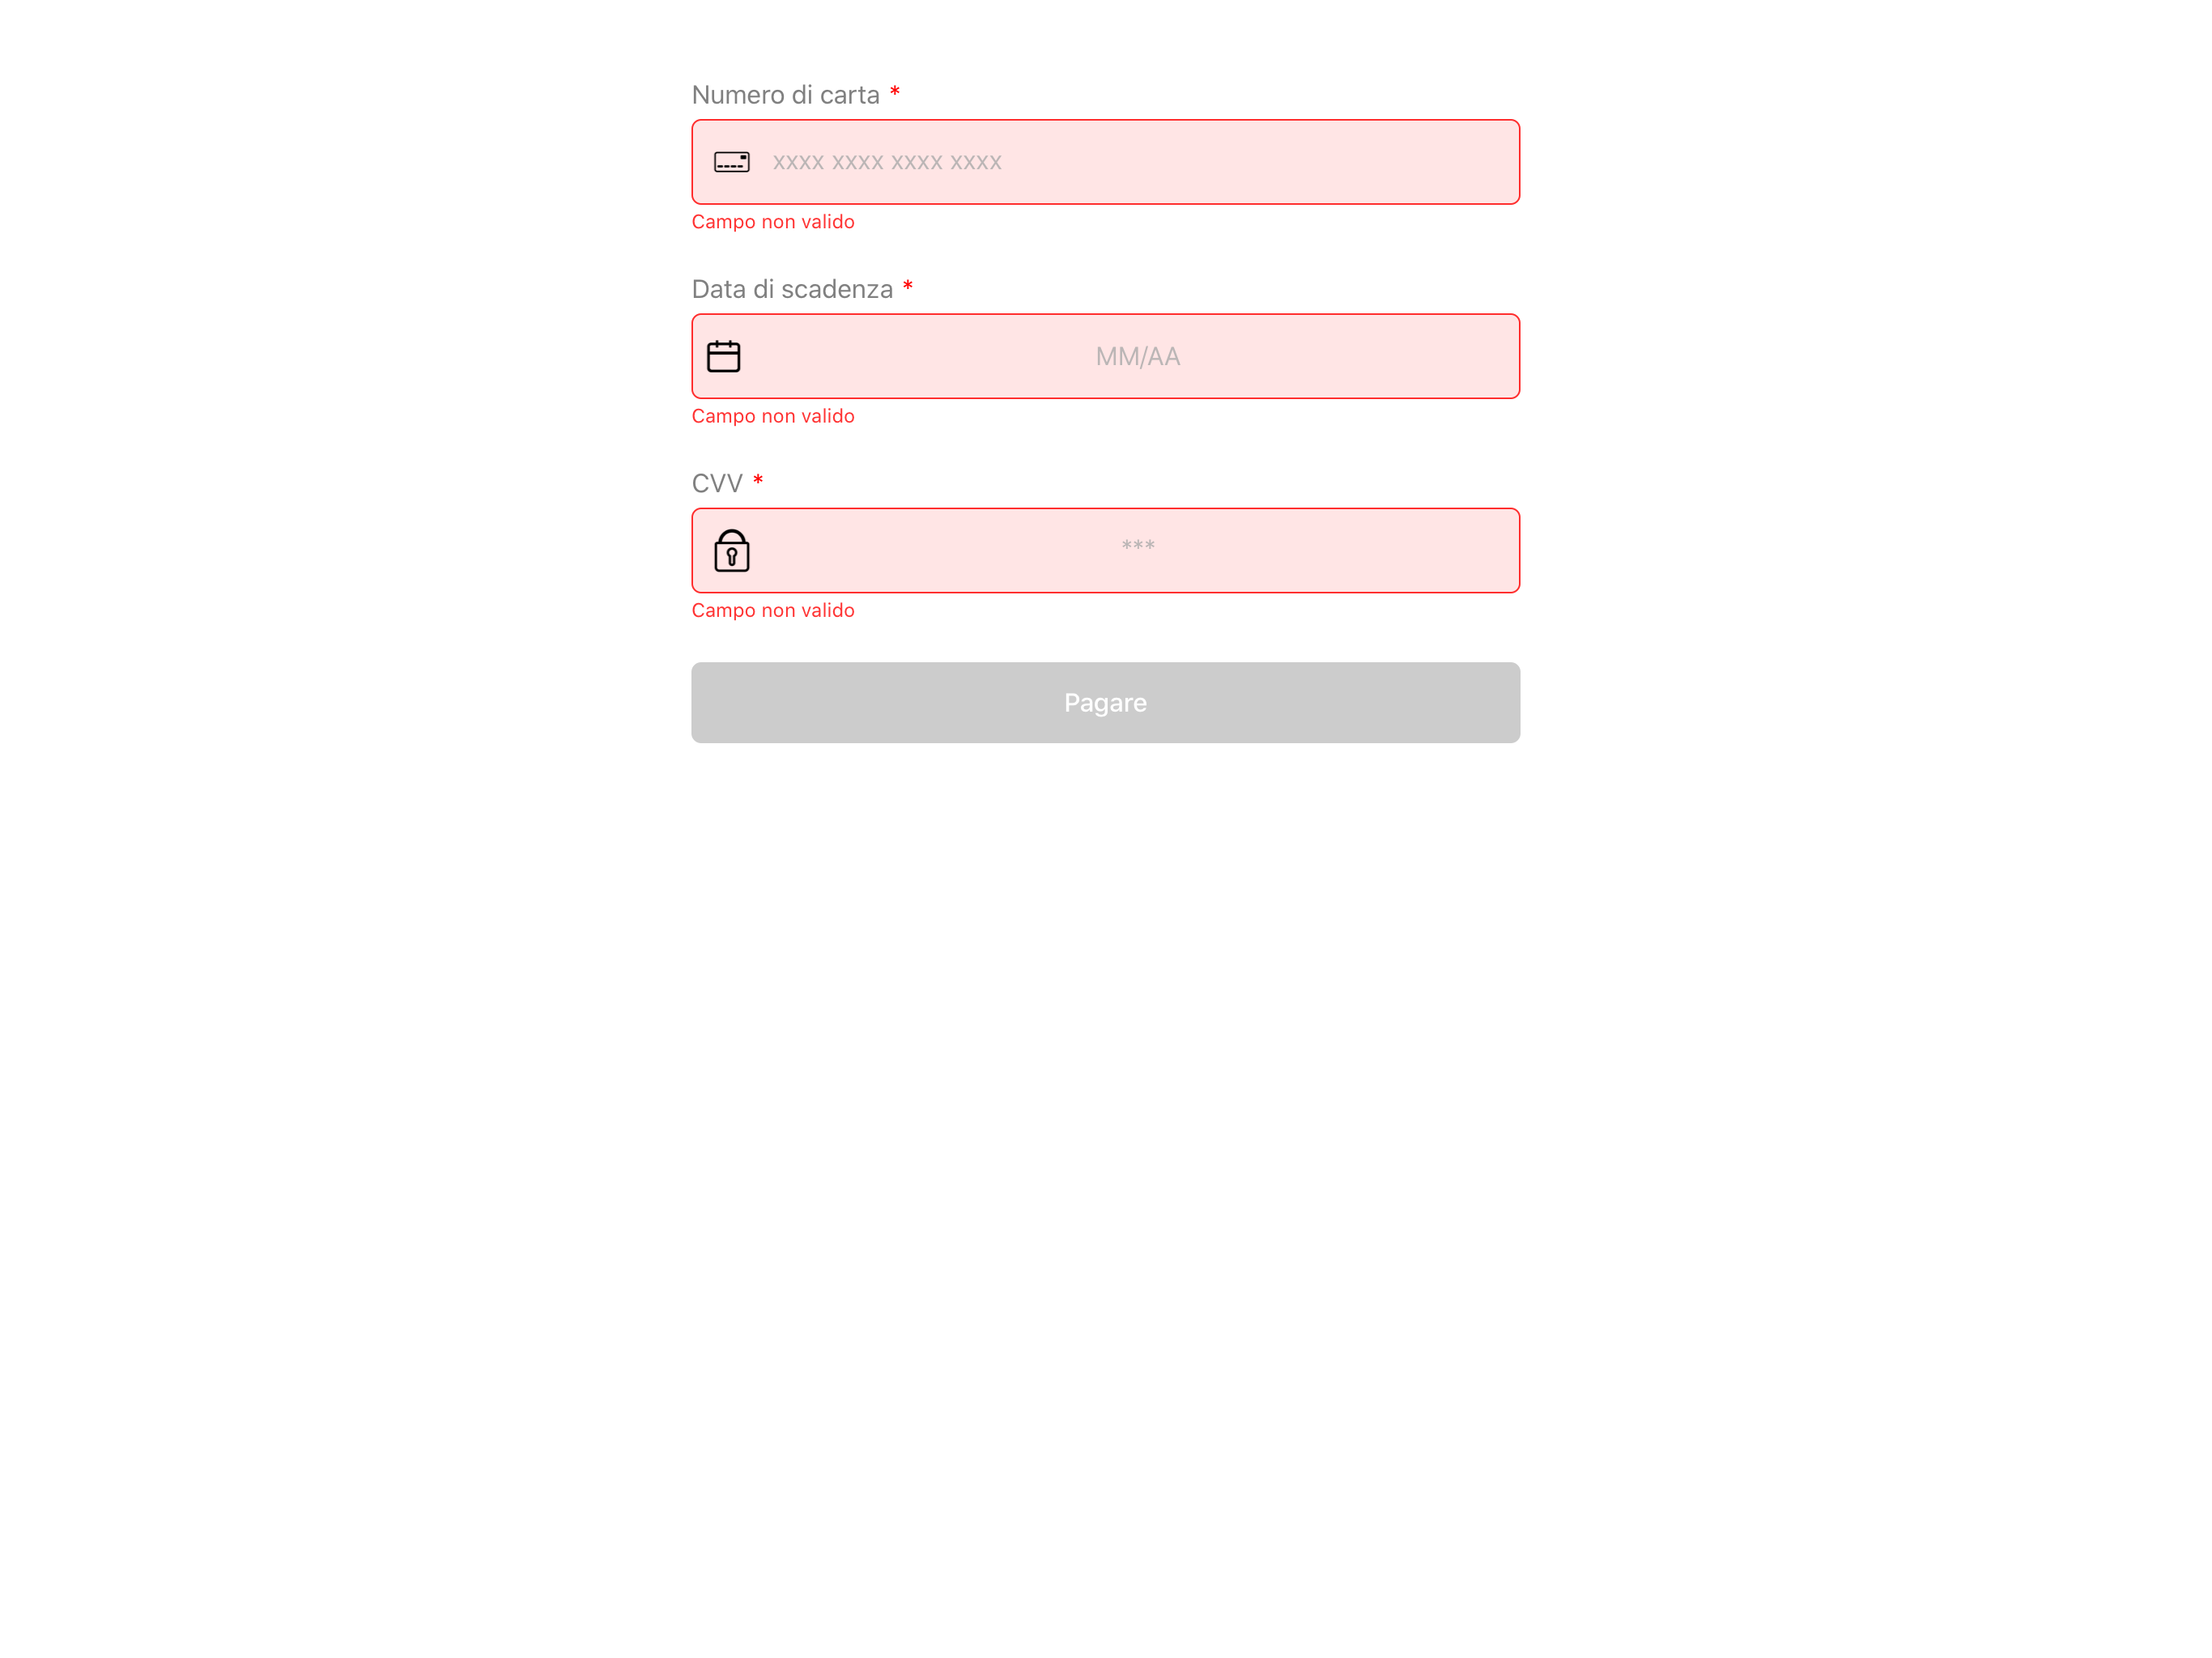 Numero di carta *
xxxx xxxx xxxx xxxx
Campo non valido
Data di scadenza *
MM/AA
Campo non valido
CVV *
***
Campo non valido
Pagare